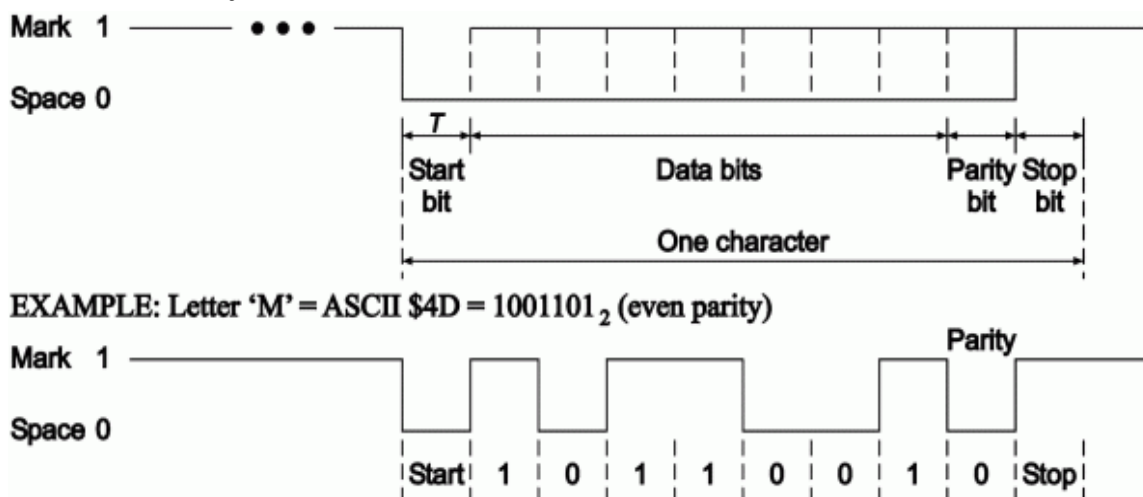 Mark 1
Space 0
T
Start bit
Data bits
Parity bit
Stop bit
One character
EXAMPLE: Letter ‘M’ = ASCII $4D = 1001101₂ (even parity)
Parity
Mark 1
Space 0
Start 1 0 1 1 0 0 1 0 Stop